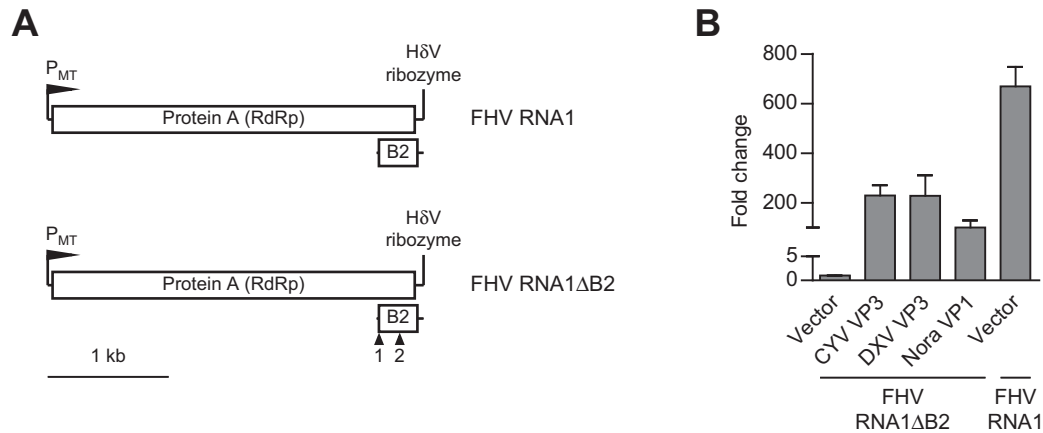 A
P_MT
HδV
ribozyme
Protein A (RdRp)
FHV RNA1
B2
P_MT
HδV
ribozyme
Protein A (RdRp)
FHV RNA1ΔB2
B2
1 2
1 kb
B
Fold change
800
600
400
200
5
0
Vector
CYV VP3
DXV VP3
Nora VP1
Vector
FHV
RNA1ΔB2
FHV
RNA1